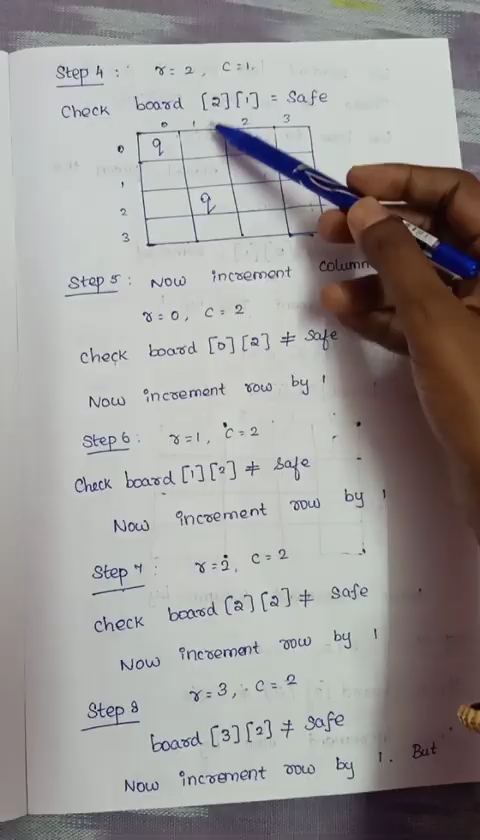 Step 4 : r = 2 , c = 1.
Check board [2][1] = Safe
0 1 2 3
0 q
1
2 q
3
Step 5 : Now increment column
r = 0, c = 2
check board [0][2] ≠ safe
Now increment row by 1
Step 6 : r = 1, c = 2
Check board [1][2] ≠ safe
Now increment row by 1
Step 7 : r = 2, c = 2
check board [2][2] ≠ safe
Now increment row by 1
r = 3, c = 2
Step 8
board [3][2] ≠ safe
Now increment row by 1. But